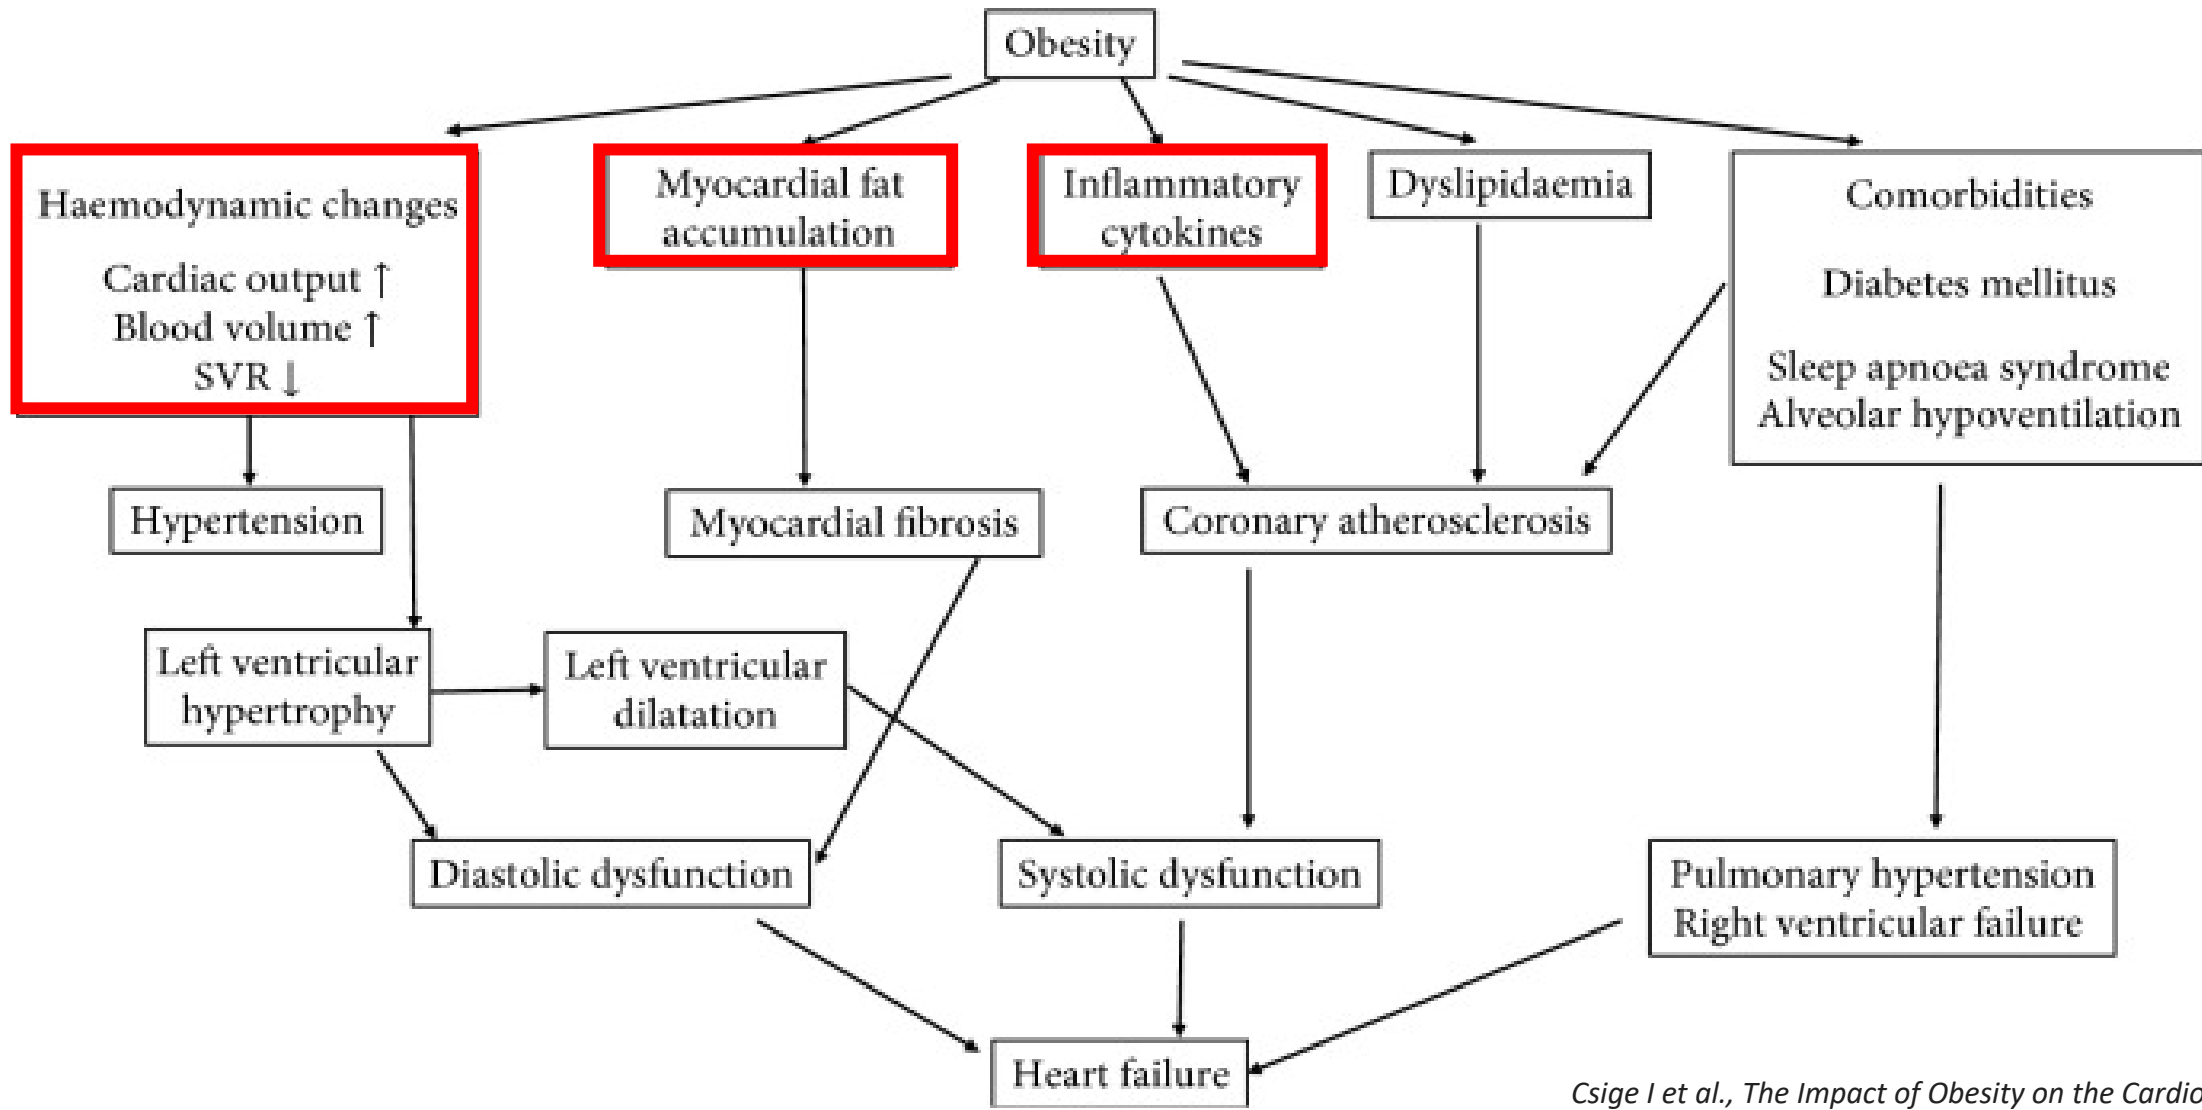 Obesity
Haemodynamic changes
Cardiac output ↑
Blood volume ↑
SVR ↓
Myocardial fat
accumulation
Inflammatory
cytokines
Dyslipidaemia
Comorbidities
Diabetes mellitus
Sleep apnoea syndrome
Alveolar hypoventilation
Hypertension
Myocardial fibrosis
Coronary atherosclerosis
Left ventricular
hypertrophy
Left ventricular
dilatation
Diastolic dysfunction
Systolic dysfunction
Pulmonary hypertension
Right ventricular failure
Heart failure
Csige I et al., The Impact of Obesity on the Cardio